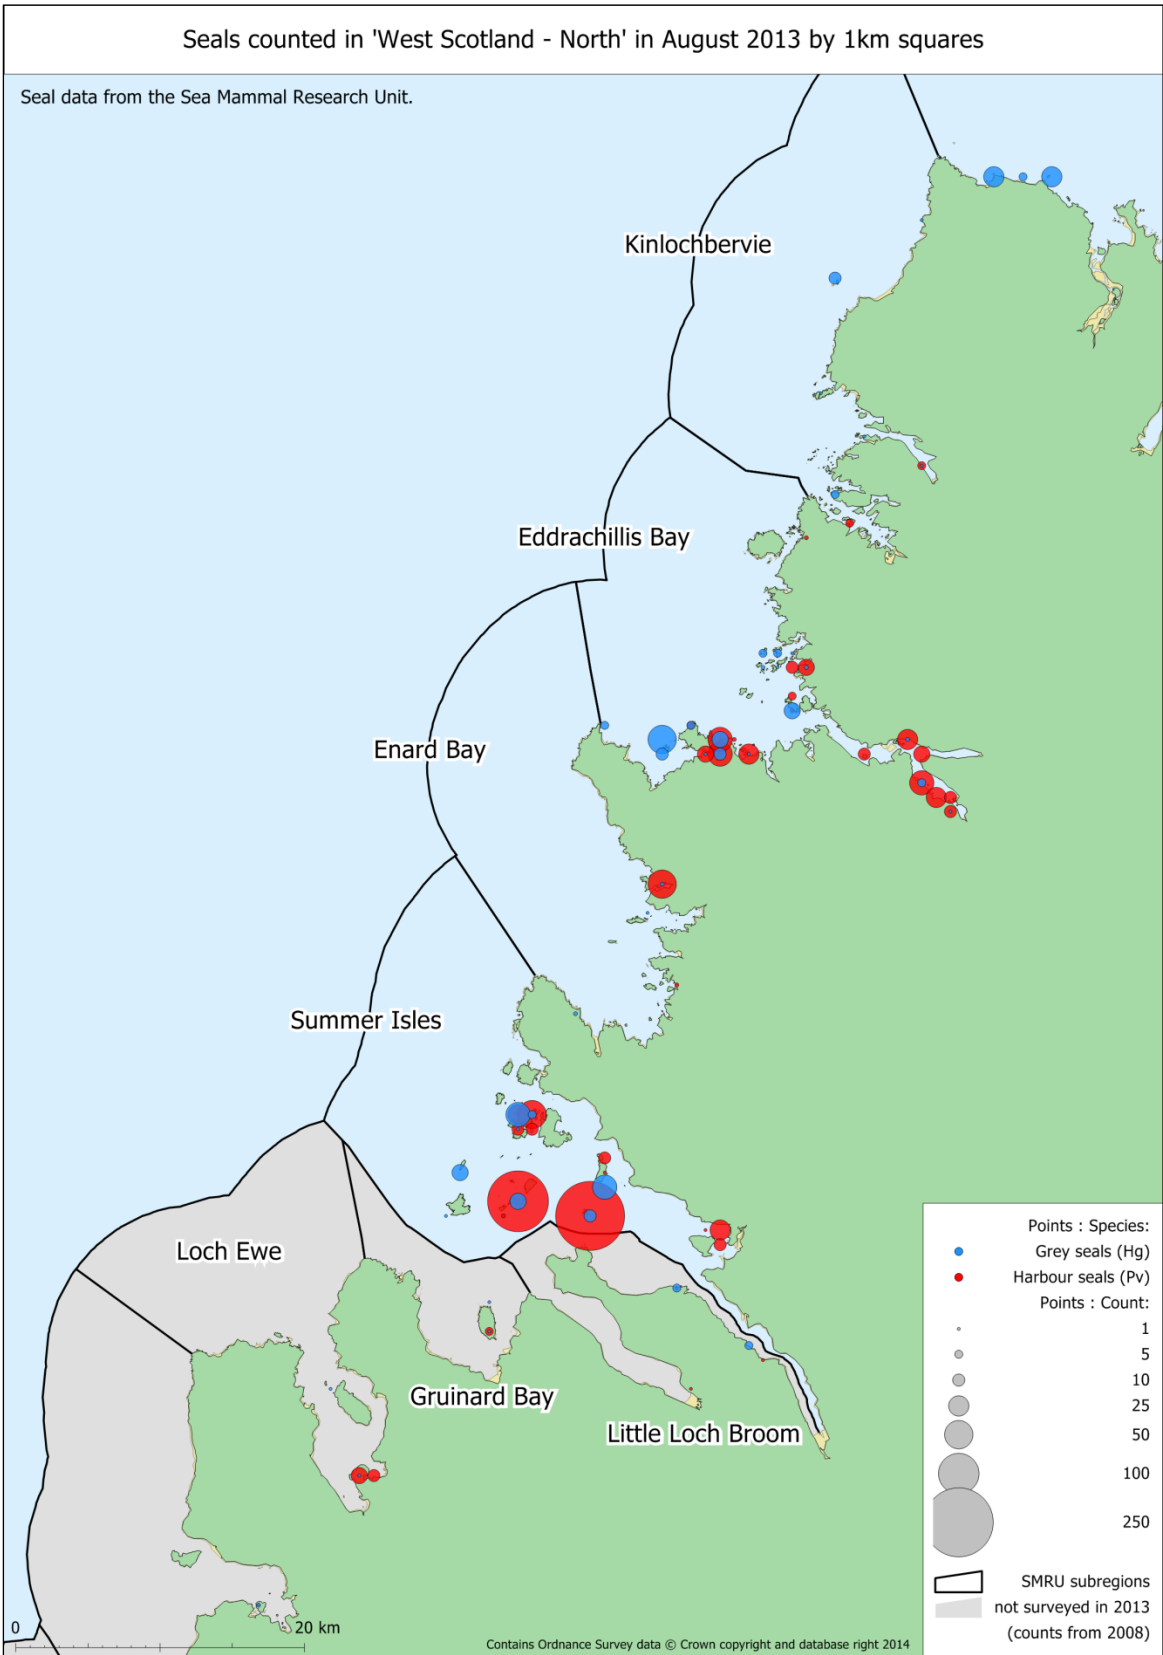 Seals counted in 'West Scotland - North' in August 2013 by 1km squares
Seal data from the Sea Mammal Research Unit.
Kinlochbervie
Eddrachillis Bay
Enard Bay
Summer Isles
Loch Ewe
Gruinard Bay
Little Loch Broom
Points : Species:
Grey seals (Hg)
Harbour seals (Pv)
Points : Count:
1
5
10
25
50
100
250
SMRU subregions
not surveyed in 2013
(counts from 2008)
0 20 km
Contains Ordnance Survey data © Crown copyright and database right 2014